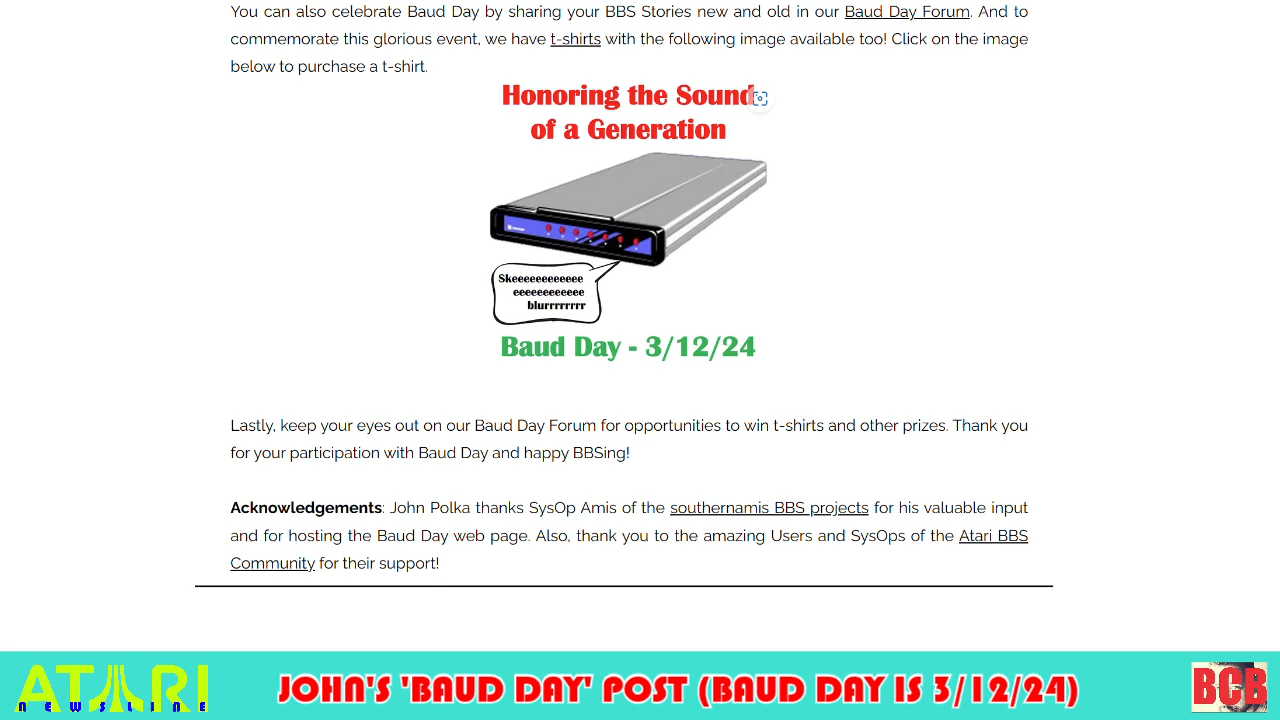 You can also celebrate Baud Day by sharing your BBS Stories new and old in our Baud Day Forum. And to
commemorate this glorious event, we have t-shirts with the following image available too! Click on the image
below to purchase a t-shirt.
Honoring the Sound
of a Generation
Skeeeeeeeeeeeee
eeeeeeeeeeee
blurrrrrrrr
Baud Day - 3/12/24
Lastly, keep your eyes out on our Baud Day Forum for opportunities to win t-shirts and other prizes. Thank you
for your participation with Baud Day and happy BBSing!
Acknowledgements: John Polka thanks SysOp Amis of the southernamis BBS projects for his valuable input
and for hosting the Baud Day web page. Also, thank you to the amazing Users and SysOps of the Atari BBS
Community for their support!
ATARI
NEWSLINE
JOHN'S 'BAUD DAY' POST (BAUD DAY IS 3/12/24)
BGB